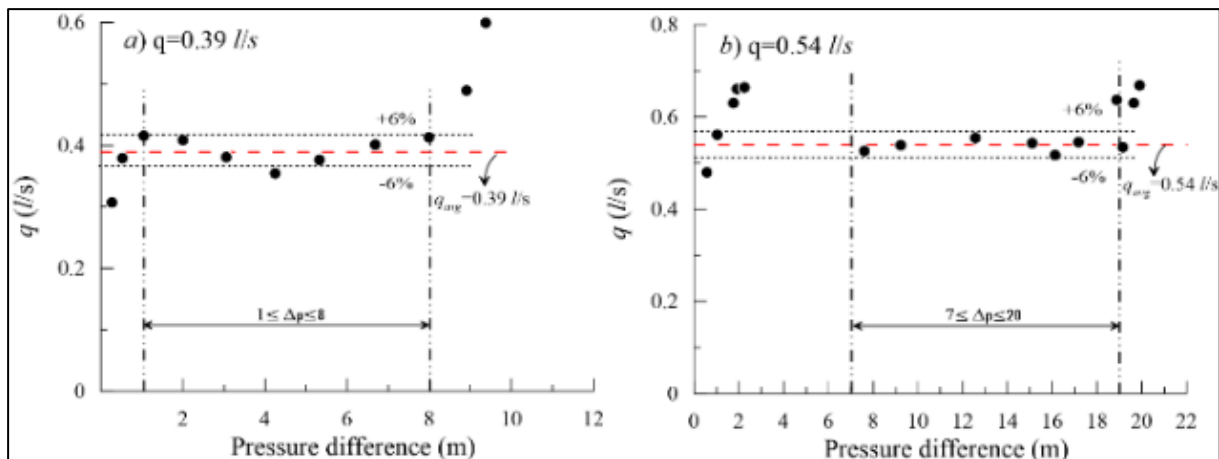 a) q=0.39 l/s
0.6
0.4
0.2
0
q (l/s)
+6%
-6%
qavg=0.39 l/s
1≤ Δp≤8
2 4 6 8 10 12
Pressure difference (m)
b) q=0.54 l/s
0.8
0.6
0.4
0.2
0
q (l/s)
+6%
-6%
qavg=0.54 l/s
7≤ Δp≤20
0 2 4 6 8 10 12 14 16 18 20 22
Pressure difference (m)